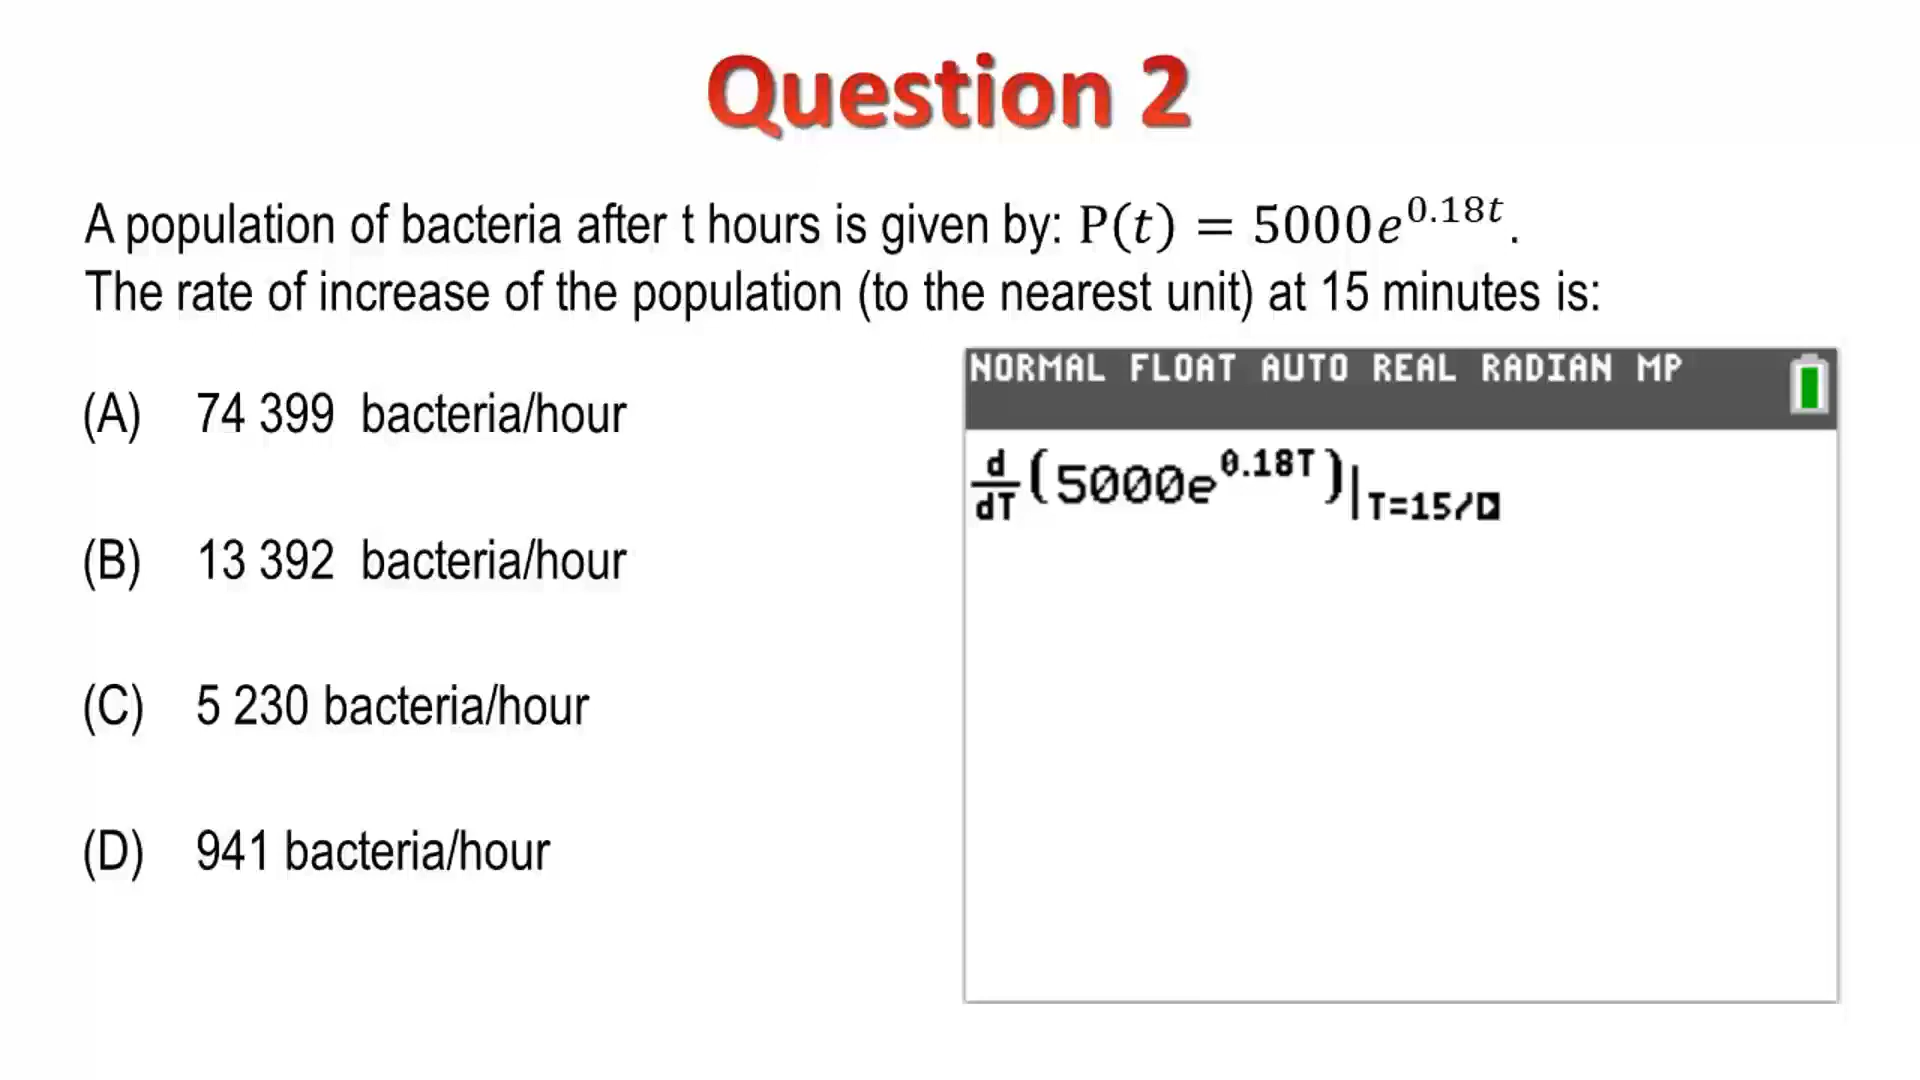 Question 2
A population of bacteria after t hours is given by: P(t) = 5000e^{0.18t}.
The rate of increase of the population (to the nearest unit) at 15 minutes is:
(A) 74 399 bacteria/hour
(B) 13 392 bacteria/hour
(C) 5 230 bacteria/hour
(D) 941 bacteria/hour
NORMAL FLOAT AUTO REAL RADIAN MP
d/dT(5000e^{0.18T})|T=15/